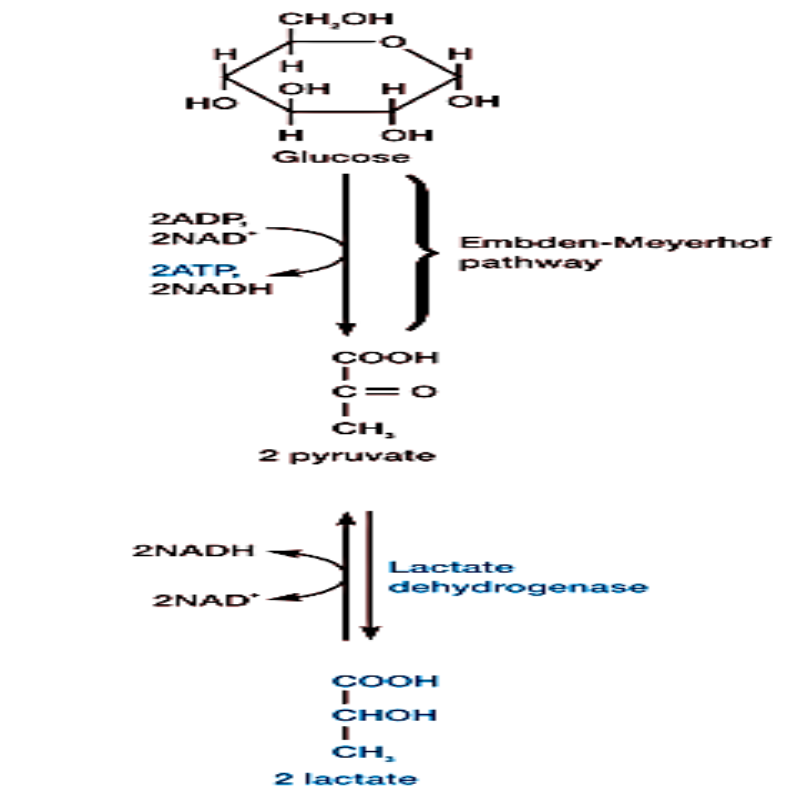 CH₂OH
O
H
H
H
OH
H
HO
OH
H
OH
Glucose
2ADP,
2NAD⁺
2ATP,
2NADH
Embden-Meyerhof
pathway
COOH
C = O
CH₃
2 pyruvate
2NADH
2NAD⁺
Lactate
dehydrogenase
COOH
CHOH
CH₃
2 lactate